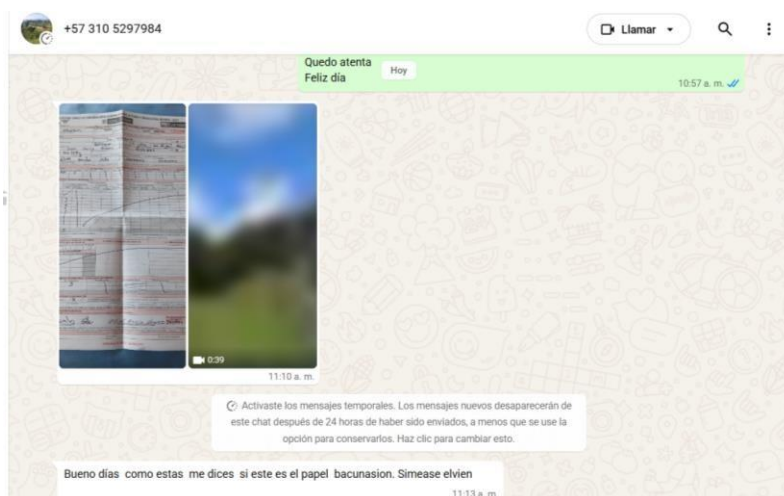 +57 310 5297984
Llamar
Quedo atenta
Feliz día
Hoy
10:57 a. m.
0:39
11:10 a. m.
Activaste los mensajes temporales. Los mensajes nuevos desaparecerán de
este chat después de 24 horas de haber sido enviados, a menos que se use la
opción para conservarlos. Haz clic para cambiar esto.
Bueno días como estas me dices si este es el papel bacunasion. Simease elvien
11:13 a. m.